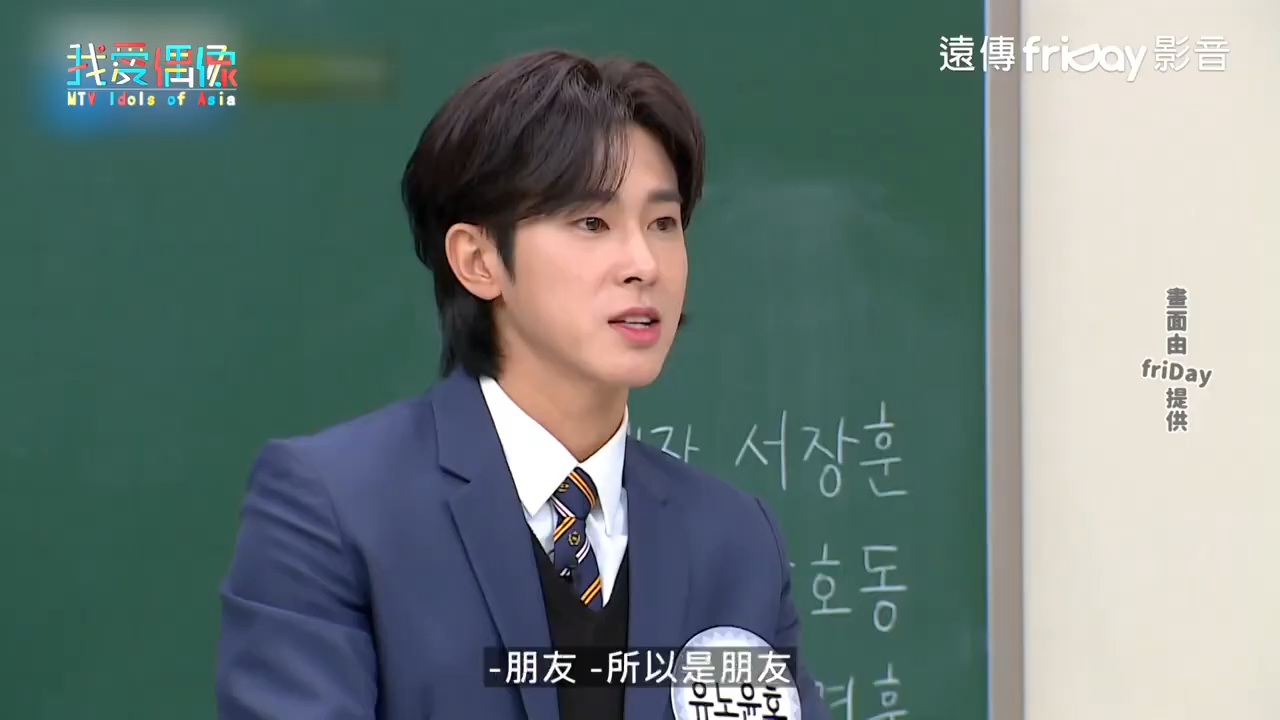 我爱偶像
MTV Idols of Asia
遠傳friDay影音
畫面由
friDay
提供
서장훈
호동
훈
-朋友 -所以是朋友
유노윤호